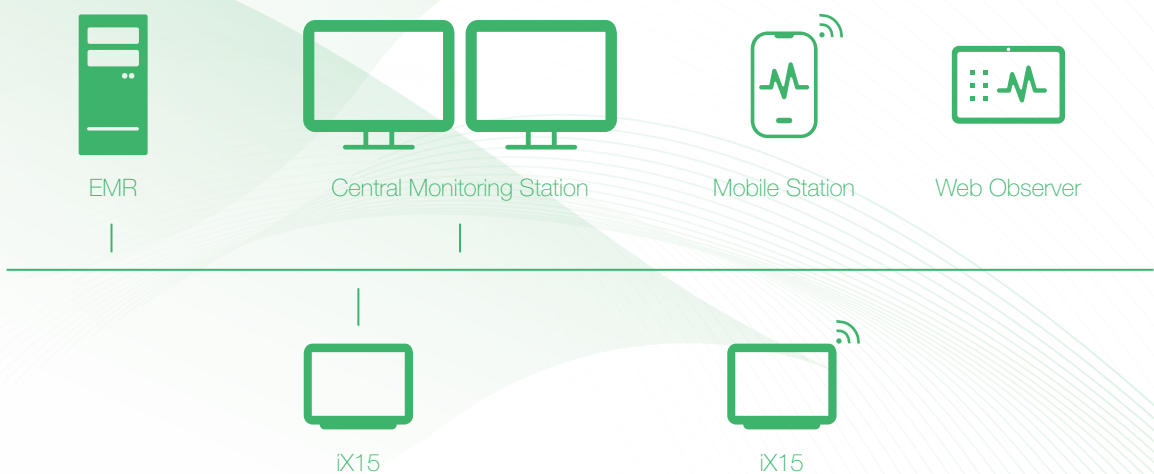 EMR
Central Monitoring Station
Mobile Station
Web Observer
iX15
iX15